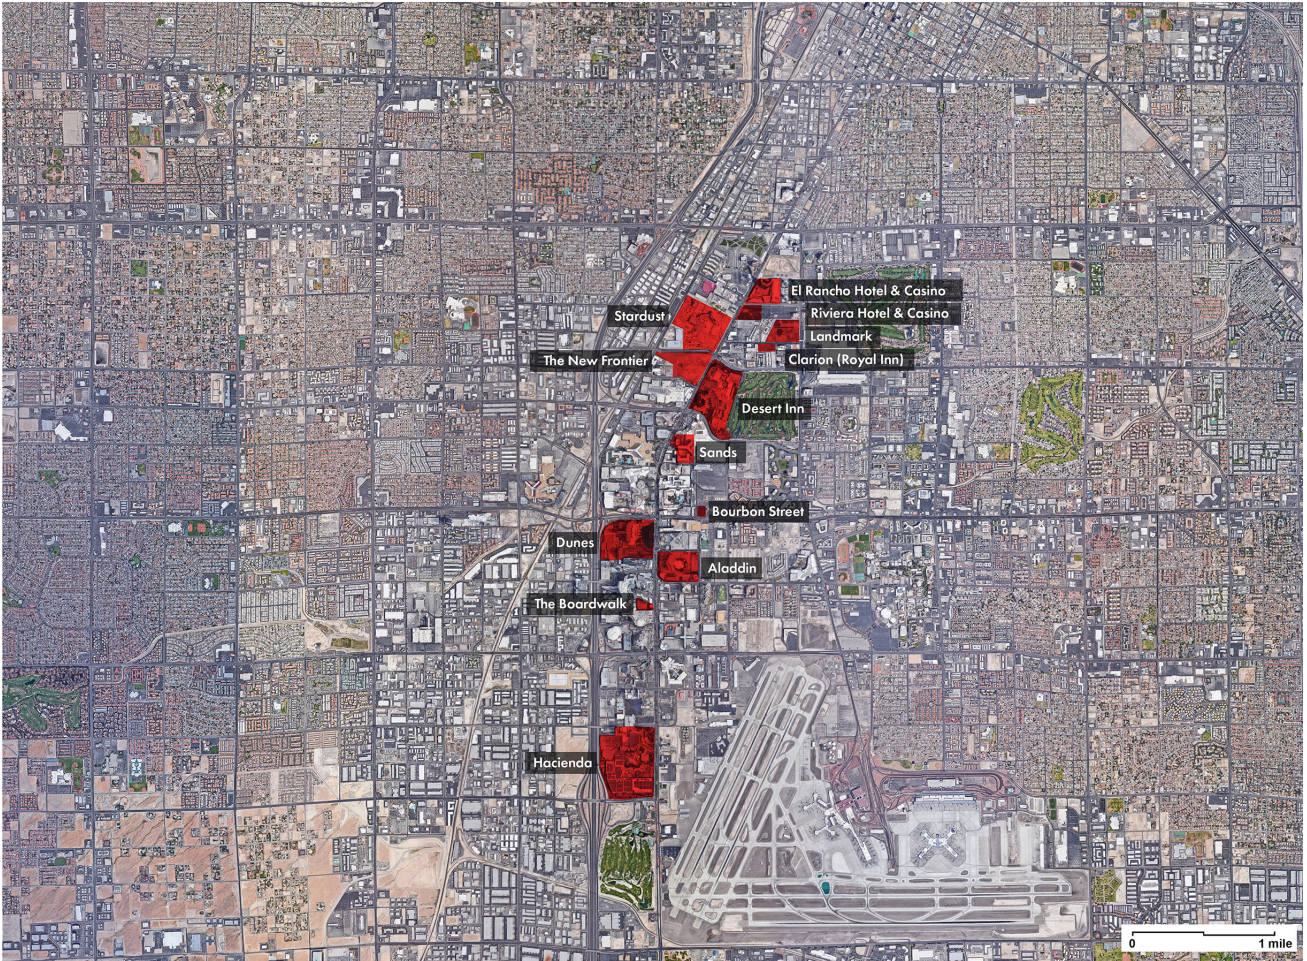 El Rancho Hotel & Casino
Riviera Hotel & Casino
Stardust
Landmark
The New Frontier
Clarion (Royal Inn)
Desert Inn
Sands
Bourbon Street
Dunes
Aladdin
The Boardwalk
Hacienda
0 1 mile